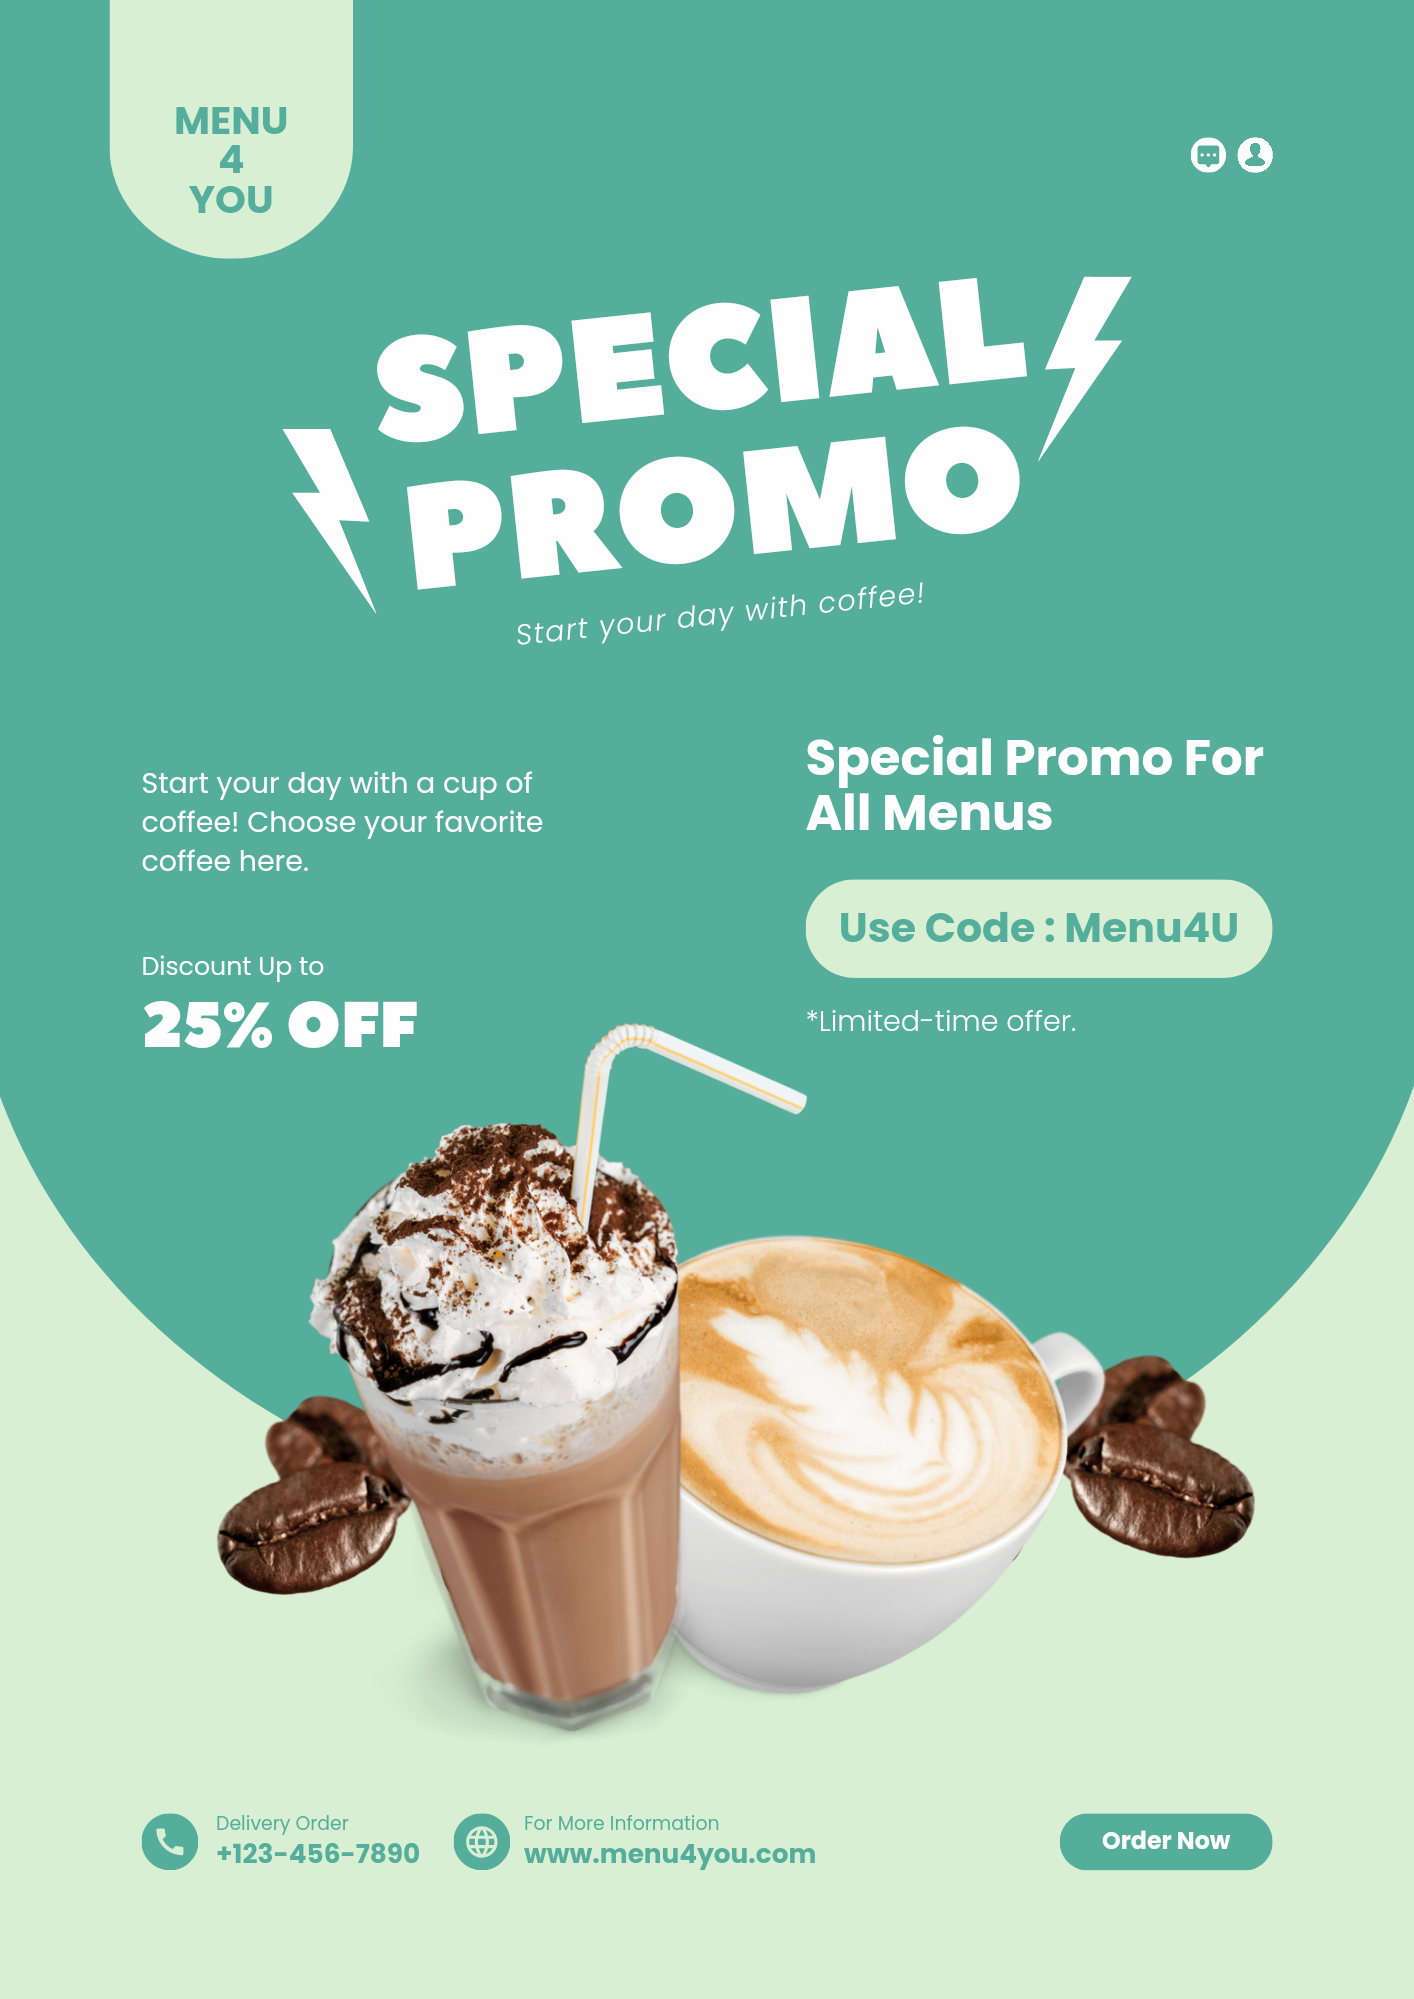 MENU
4
YOU
SPECIAL
PROMO
Start your day with coffee!
Start your day with a cup of
coffee! Choose your favorite
coffee here.
Discount Up to
25% OFF
Special Promo For
All Menus
Use Code : Menu4U
*Limited-time offer.
Delivery Order
+123-456-7890
For More Information
www.menu4you.com
Order Now